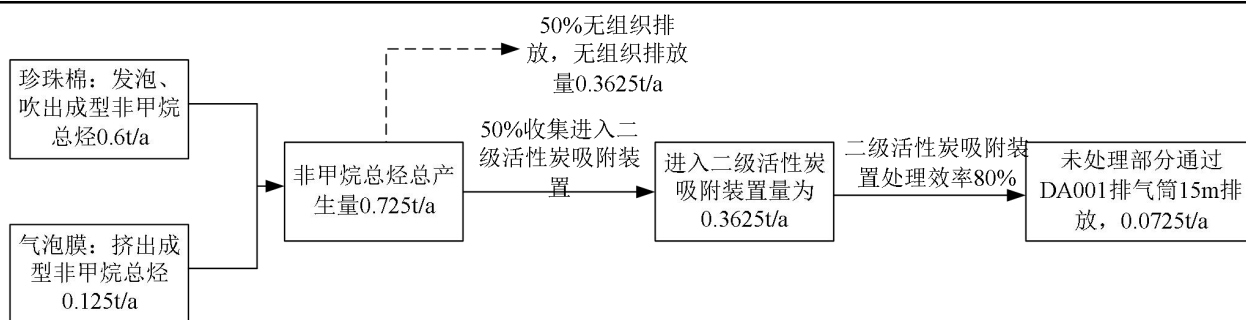 50%无组织排
放，无组织排放
量0.3625t/a
珍珠棉：发泡、
吹出成型非甲烷
总烃0.6t/a
50%收集进入二
级活性炭吸附装
置
二级活性炭吸附装
置处理效率80%
非甲烷总烃总产
生量0.725t/a
进入二级活性炭
吸附装置量为
0.3625t/a
未处理部分通过
DA001排气筒15m排
放，0.0725t/a
气泡膜：挤出成
型非甲烷总烃
0.125t/a